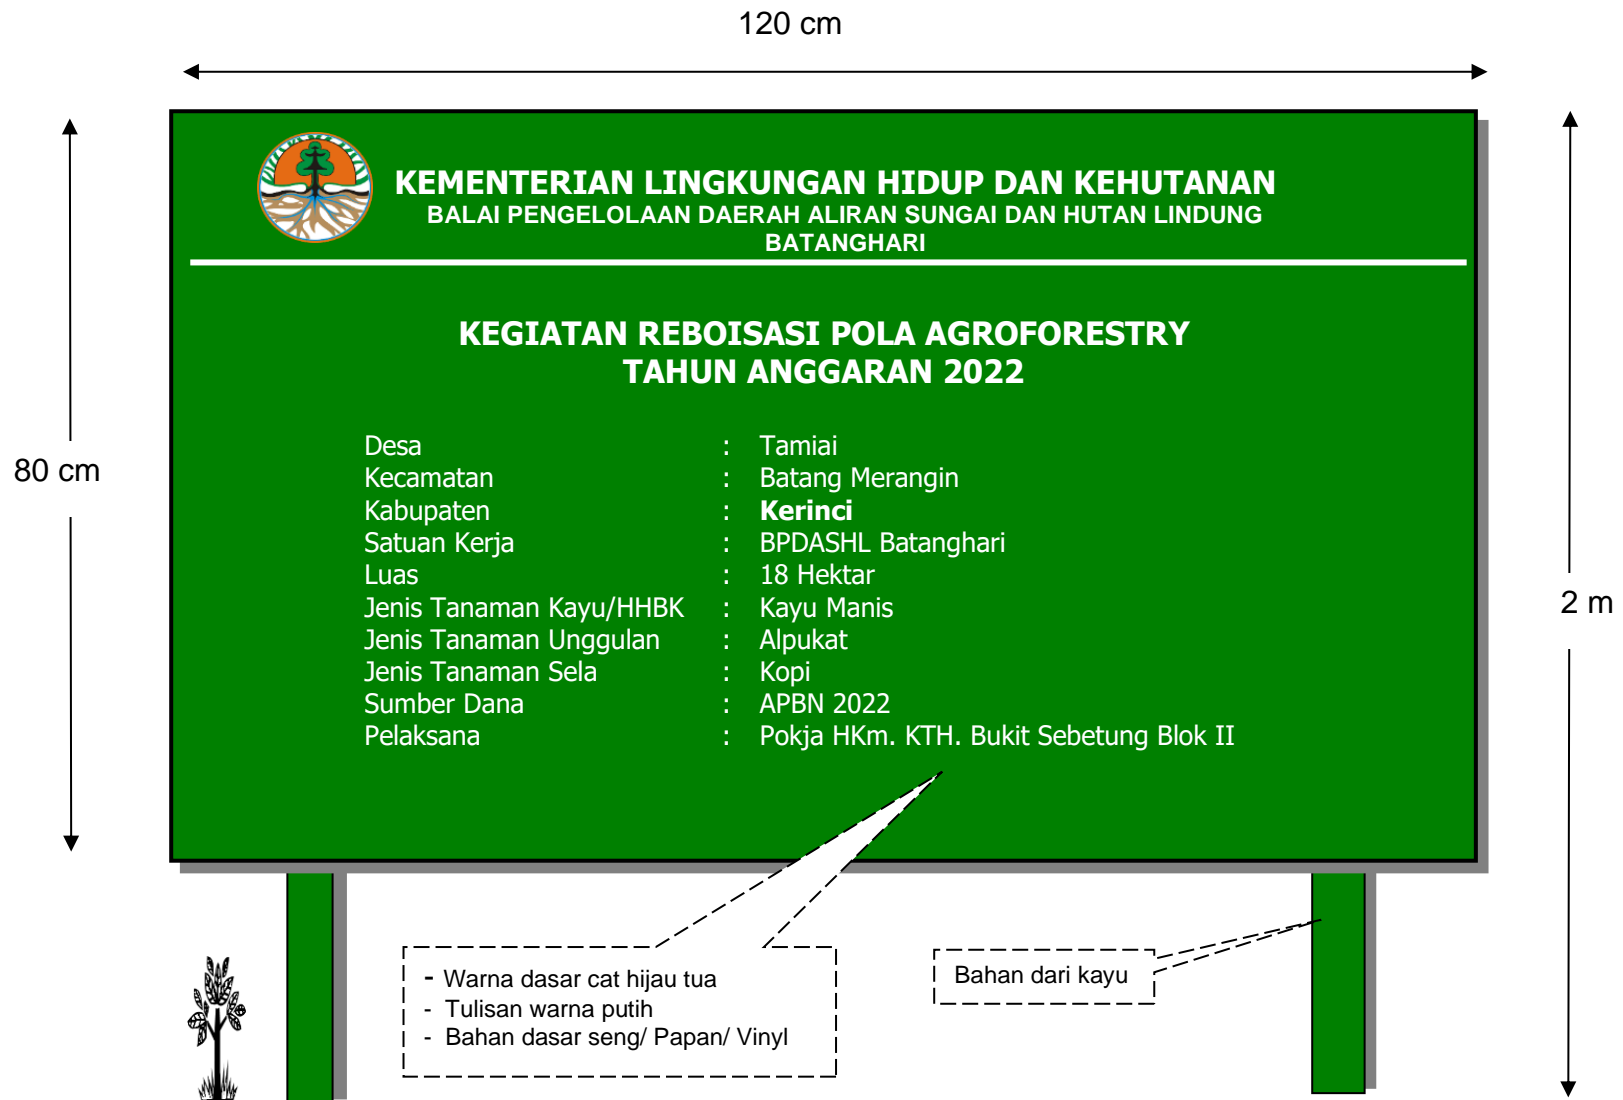 120 cm
KEMENTERIAN LINGKUNGAN HIDUP DAN KEHUTANAN
BALAI PENGELOLAAN DAERAH ALIRAN SUNGAI DAN HUTAN LINDUNG
BATANGHARI
KEGIATAN REBOISASI POLA AGROFORESTRY
TAHUN ANGGARAN 2022
Desa : Tamiai
Kecamatan : Batang Merangin
Kabupaten : Kerinci
Satuan Kerja : BPDASHL Batanghari
Luas : 18 Hektar
Jenis Tanaman Kayu/HHBK : Kayu Manis
Jenis Tanaman Unggulan : Alpukat
Jenis Tanaman Sela : Kopi
Sumber Dana : APBN 2022
Pelaksana : Pokja HKm. KTH. Bukit Sebetung Blok II
80 cm
2 m
- Warna dasar cat hijau tua
- Tulisan warna putih
- Bahan dasar seng/ Papan/ Vinyl
Bahan dari kayu